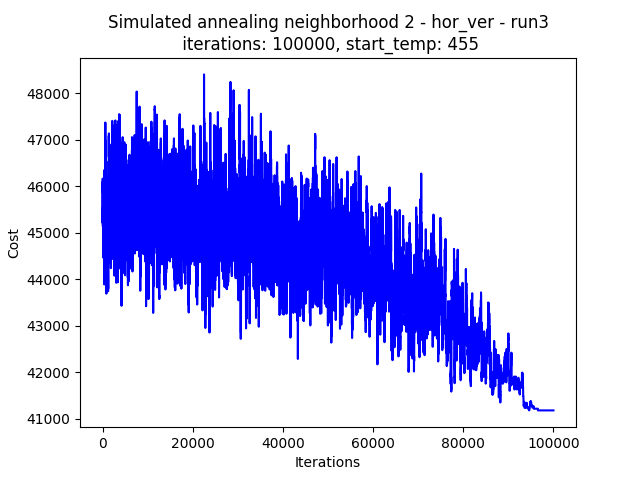 Simulated annealing neighborhood 2 - hor_ver - run3
iterations: 100000, start_temp: 455
48000
47000
46000
45000
44000
43000
42000
41000
Cost
0 20000 40000 60000 80000 100000
Iterations